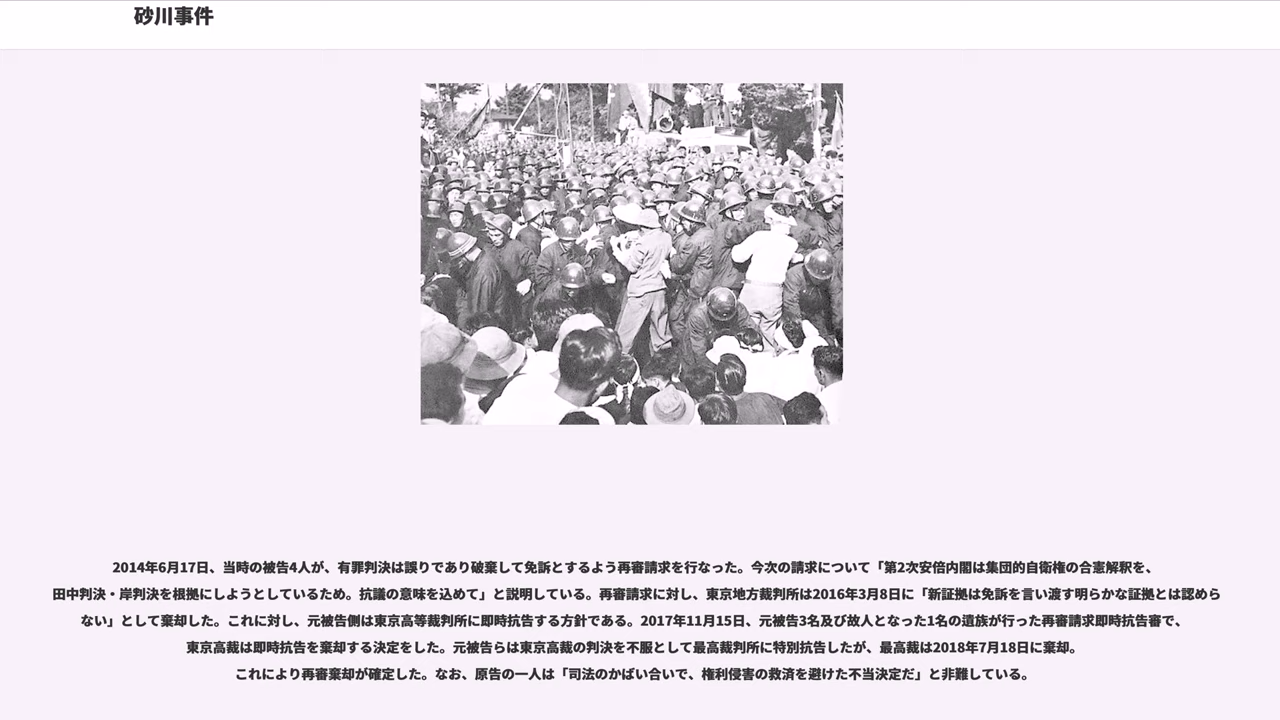 砂川事件
2014年6月17日、当時の被告4人が、有罪判決は誤りであり破棄して免訴とするよう再審請求を行なった。今次の請求について「第2次安倍内閣は集団的自衛権の合憲解釈を、
田中判決・岸判決を根拠にしようとしているため。抗議の意味を込めて」と説明している。再審請求に対し、東京地方裁判所は2016年3月8日に「新証拠は免訴を言い渡す明らかな証拠とは認めら
ない」として棄却した。これに対し、元被告側は東京高等裁判所に即時抗告する方針である。2017年11月15日、元被告3名及び故人となった1名の遺族が行った再審請求即時抗告審で、
東京高裁は即時抗告を棄却する決定をした。元被告らは東京高裁の判決を不服として最高裁判所に特別抗告したが、最高裁は2018年7月18日に棄却。
これにより再審棄却が確定した。なお、原告の一人は「司法のかばい合いで、権利侵害の救済を避けた不当決定だ」と非難している。